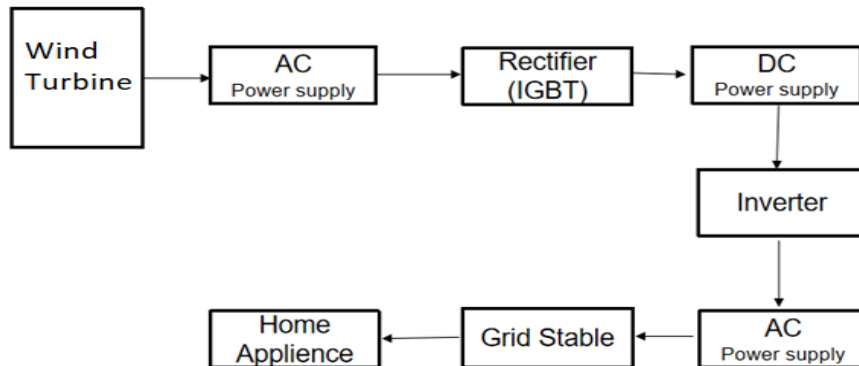 Wind
Turbine
AC
Power supply
Rectifier
(IGBT)
DC
Power supply
Inverter
AC
Power supply
Grid Stable
Home
Applience